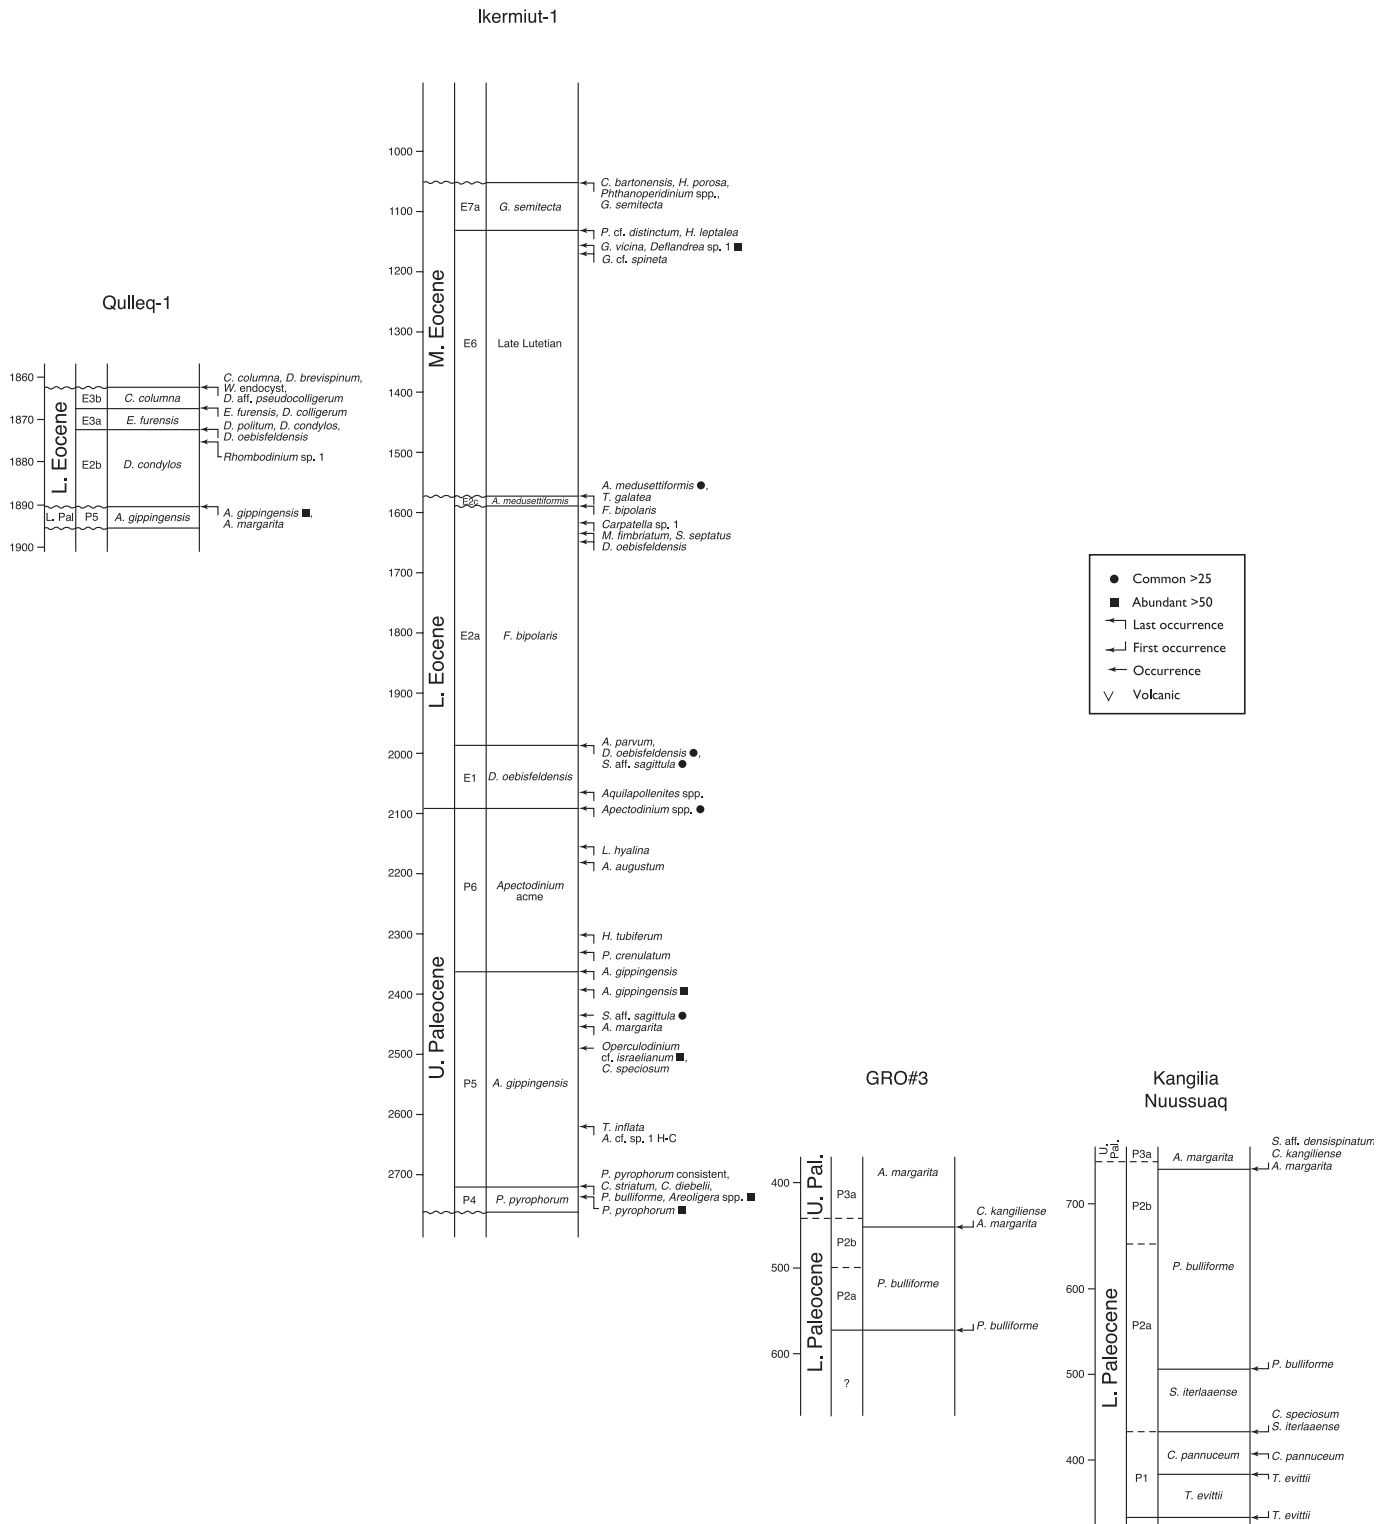 Ikermiut-1
1000
1100
1200
1300
1400
1500
1600
1700
1800
1900
2000
2100
2200
2300
2400
2500
2600
2700
M. Eocene
L. Eocene
U. Paleocene
E7a
E6
E2c
E2a
E1
P6
P5
P4
G. semitecta
Late Lutetian
A. medusettiformis
F. bipolaris
D. oebisfeldensis
Apectodinium
acme
A. gippingensis
P. pyrophorum
C. bartonensis, H. porosa,
Phthanoperidinium spp.,
G. semitecta
P. cf. distinctum, H. leptalea
G. vicina, Deflandrea sp. 1 ■
G. cf. spineta
A. medusettiformis ●,
T. galatea
F. bipolaris
Carpatella sp. 1
M. fimbriatum, S. septatus
D. oebisfeldensis
A. parvum,
D. oebisfeldensis ●,
S. aff. sagittula ●
Aquilapollenites spp.
Apectodinium spp. ●
L. hyalina
A. augustum
H. tubiferum
P. crenulatum
A. gippingensis
A. gippingensis ■
S. aff. sagittula ●
A. margarita
Operculodinium
cf. israelianum ■,
C. speciosum
T. inflata
A. cf. sp. 1 H-C
P. pyrophorum consistent,
C. striatum, C. diebelii,
P. bulliforme, Areoligera spp. ■
P. pyrophorum ■
Qulleq-1
1860
1870
1880
1890
1900
L. Eocene
L. Pal
E3b
E3a
E2b
P5
C. columna
E. furensis
D. condylos
A. gippingensis
C. columna, D. brevispinum,
W. endocyst,
D. aff. pseudocolligerum
E. furensis, D. colligerum
D. politum, D. condylos,
D. oebisfeldensis
Rhombodinium sp. 1
A. gippingensis ■,
A. margarita
● Common >25
■ Abundant >50
Last occurrence
First occurrence
Occurrence
Volcanic
GRO#3
400
500
600
U. Pal.
L. Paleocene
P3a
P2b
P2a
?
A. margarita
P. bulliforme
C. kangiliense
A. margarita
P. bulliforme
Kangilia
Nuussuaq
700
600
500
400
U.
Pal.
L. Paleocene
P3a
P2b
P2a
P1
A. margarita
P. bulliforme
S. iterlaaense
C. pannuceum
T. evittii
S. aff. densispinatum
C. kangiliense
A. margarita
P. bulliforme
C. speciosum
S. iterlaaense
C. pannuceum
T. evittii
T. evittii